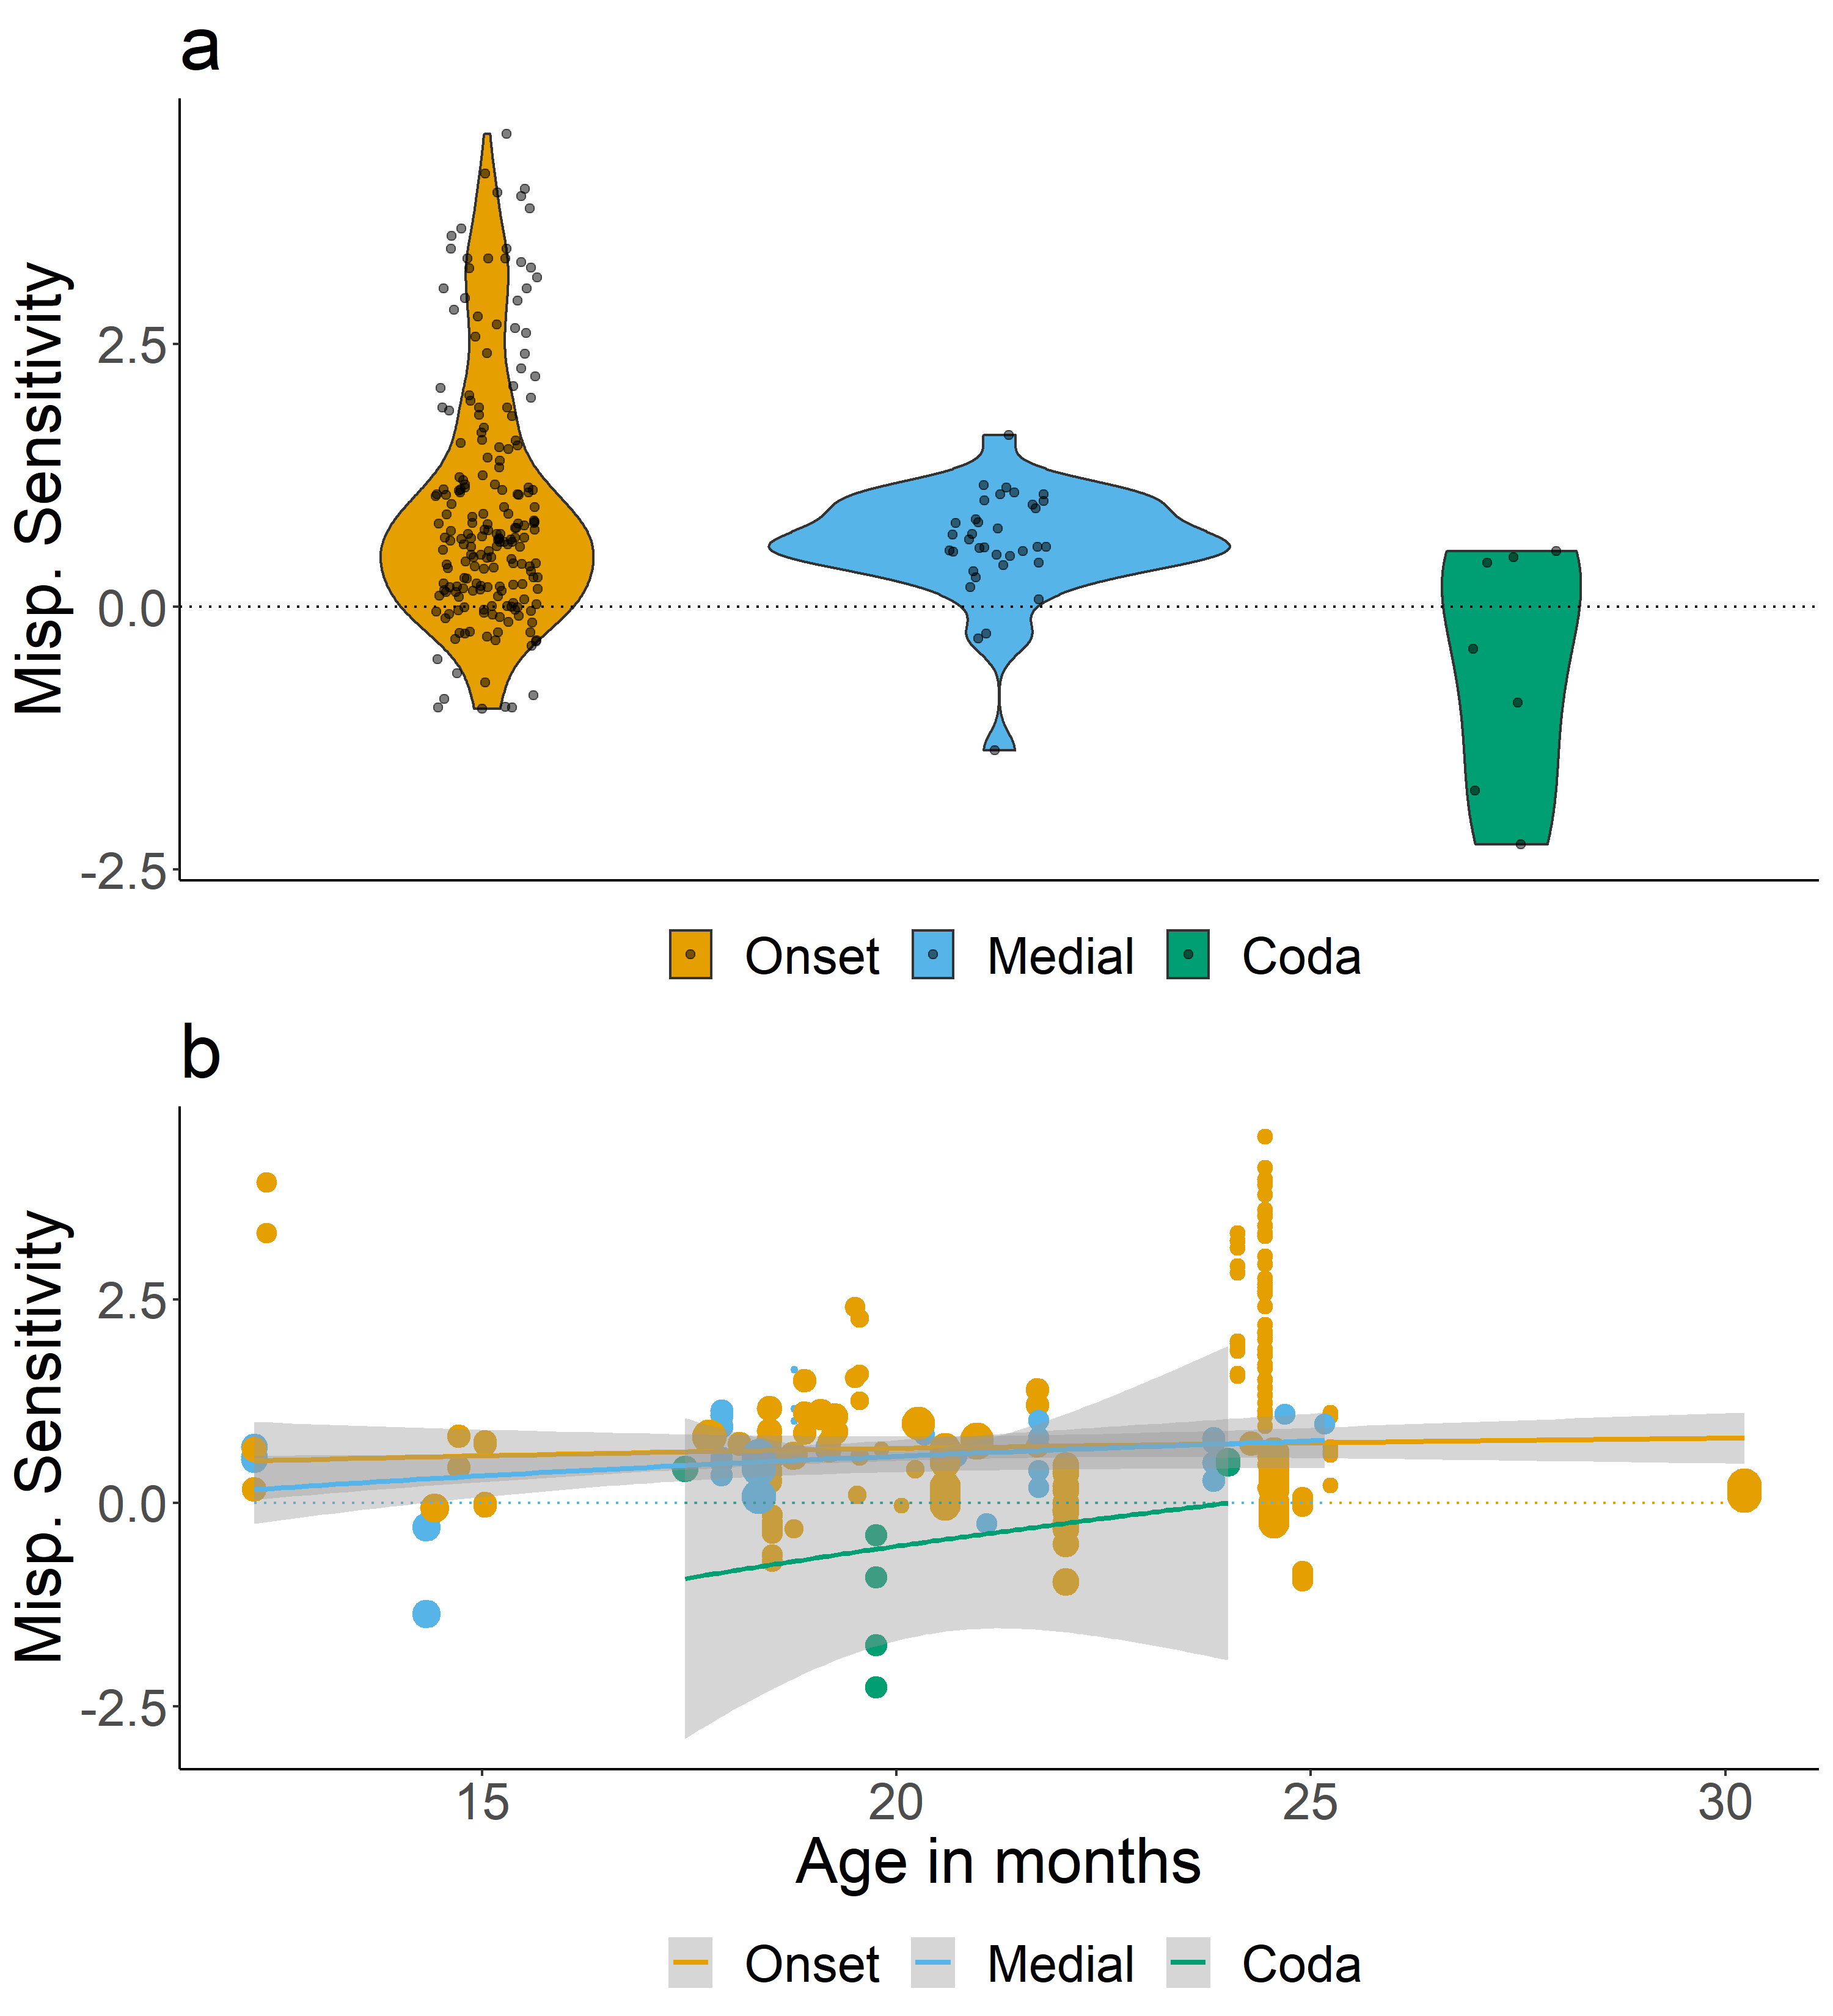 a
Misp. Sensitivity
2.5
0.0
-2.5
Onset Medial Coda
b
Misp. Sensitivity
2.5
0.0
-2.5
15 20 25 30
Age in months
Onset Medial Coda